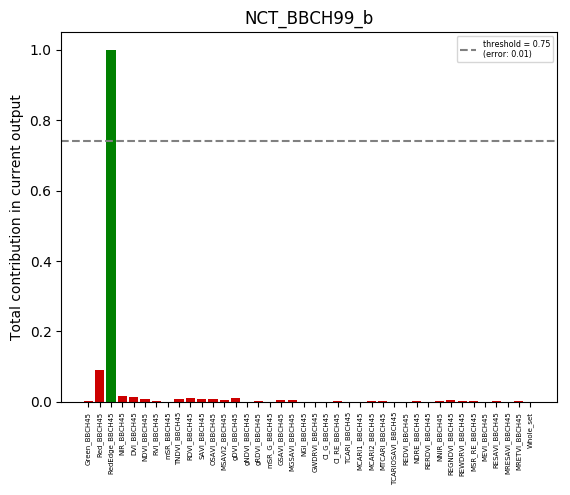 NCT_BBCH99_b
threshold = 0.75
(error: 0.01)
Total contribution in current output
1.0
0.8
0.6
0.4
0.2
0.0
Green_BBCH45
Red_BBCH45
RedEdge_BBCH45
NIR_BBCH45
DVI_BBCH45
NDVI_BBCH45
RVI_BBCH45
mSR_BBCH45
TNDVI_BBCH45
RDVI_BBCH45
SAVI_BBCH45
OSAVI_BBCH45
MSAVI2_BBCH45
gDVI_BBCH45
gNDVI_BBCH45
gRDVI_BBCH45
mSR_G_BBCH45
GSAVI_BBCH45
MGSAVI_BBCH45
NGI_BBCH45
GWDRVI_BBCH45
CI_G_BBCH45
CI_RE_BBCH45
TCARI_BBCH45
MCARI1_BBCH45
MCARI2_BBCH45
MTCARI_BBCH45
TCARIOSAVI_BBCH45
REDVI_BBCH45
NDRE_BBCH45
RERDVI_BBCH45
NNIR_BBCH45
REGNDVI_BBCH45
REWDRVI_BBCH45
MSR_RE_BBCH45
MEVI_BBCH45
RESAVI_BBCH45
MRESAVI_BBCH45
MRETVI_BBCH45
Whole_set